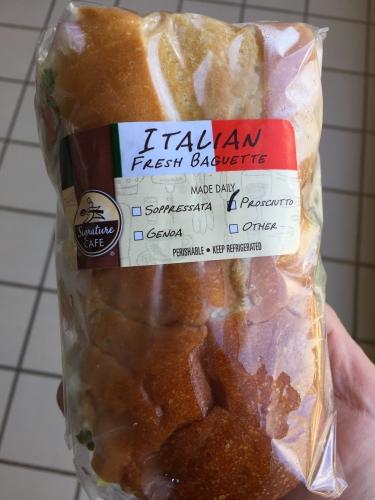 ITALIAN
FRESH BAGUETTE
MADE DAILY
SOPPRESSATA PROSCIUTTO
GENOA OTHER
Signature
CAFE
PERISHABLE • KEEP REFRIGERATED